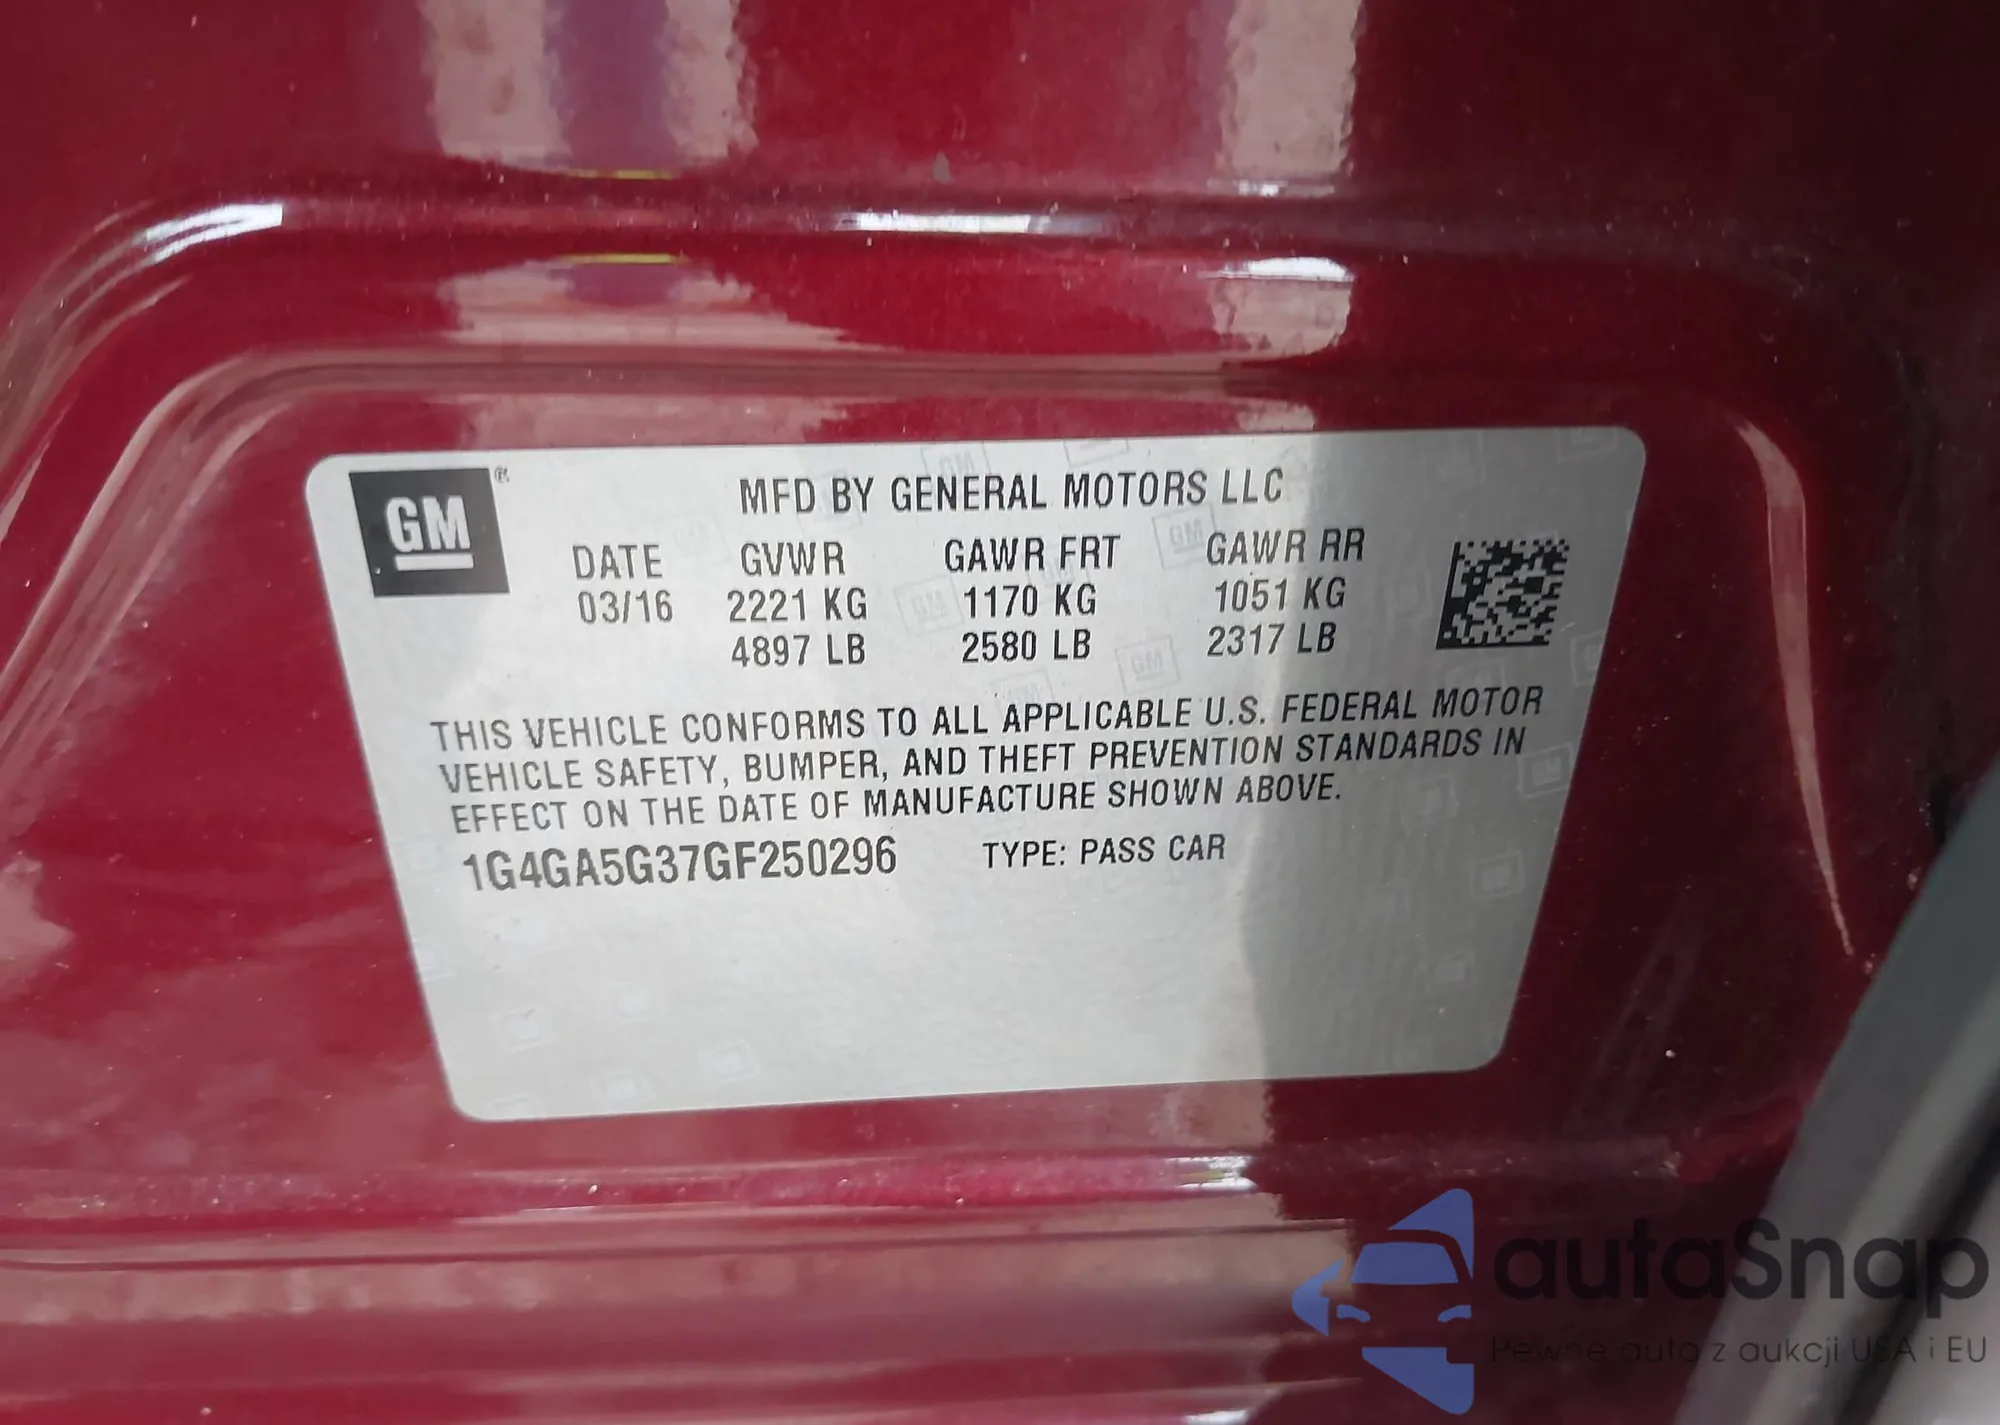 GM ®
MFD BY GENERAL MOTORS LLC
DATE GVWR GAWR FRT GAWR RR
03/16 2221 KG 1170 KG 1051 KG
4897 LB 2580 LB 2317 LB
THIS VEHICLE CONFORMS TO ALL APPLICABLE U.S. FEDERAL MOTOR
VEHICLE SAFETY, BUMPER, AND THEFT PREVENTION STANDARDS IN
EFFECT ON THE DATE OF MANUFACTURE SHOWN ABOVE.
1G4GA5G37GF250296 TYPE: PASS CAR
autaSnap
Pewne auto z aukcji USA i EU